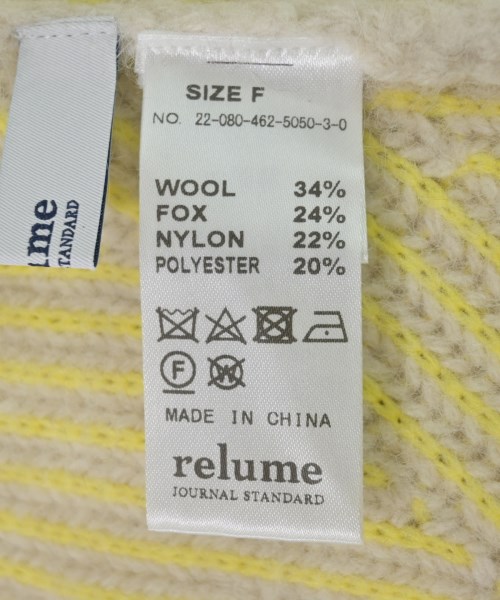 me
TANDARD
SIZE F
NO. 22-080-462-5050-3-0
WOOL 34%
FOX 24%
NYLON 22%
POLYESTER 20%
F
W
MADE IN CHINA
relume
JOURNAL STANDARD